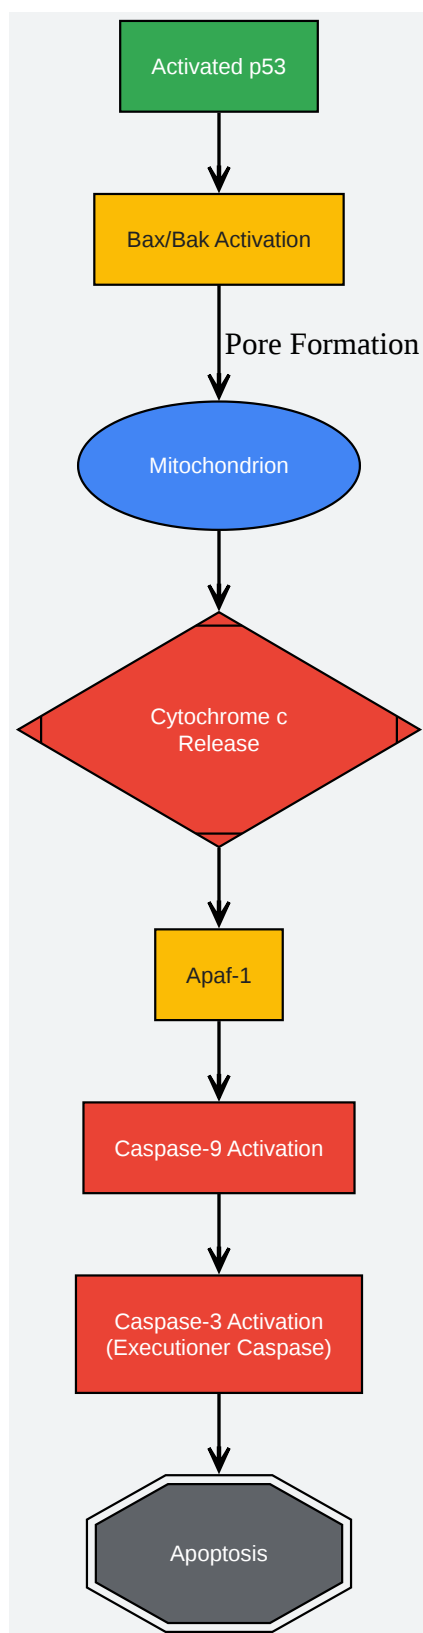 Activated p53
Bax/Bak Activation
Pore Formation
Mitochondrion
Cytochrome c
Release
Apaf-1
Caspase-9 Activation
Caspase-3 Activation
(Executioner Caspase)
Apoptosis